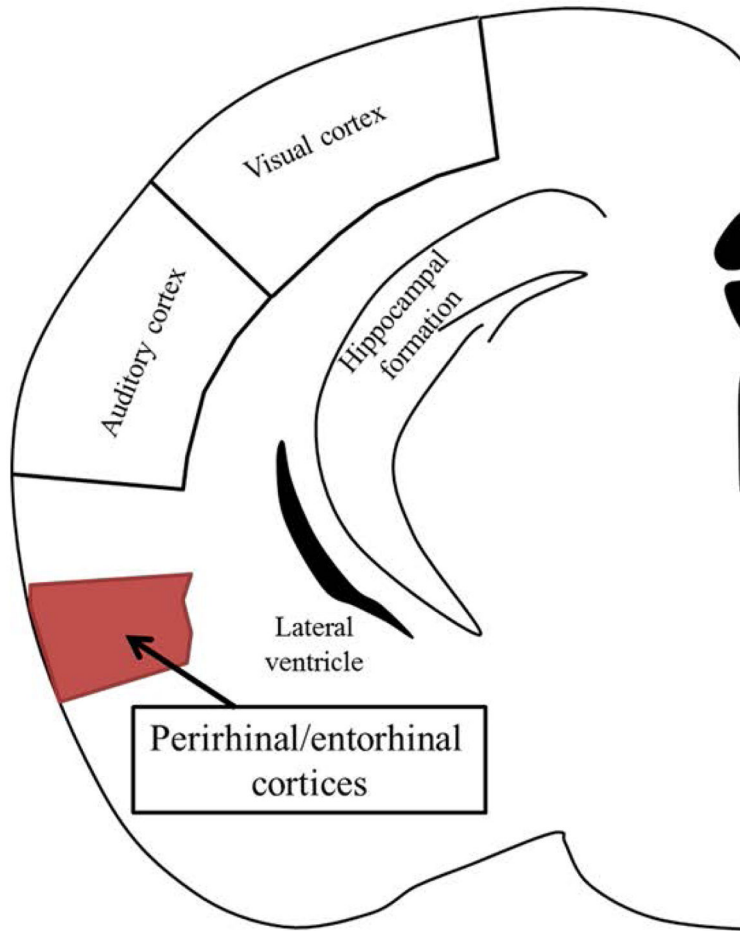 Visual cortex
Auditory cortex
Hippocampal
formation
Lateral
ventricle
Perirhinal/entorhinal
cortices